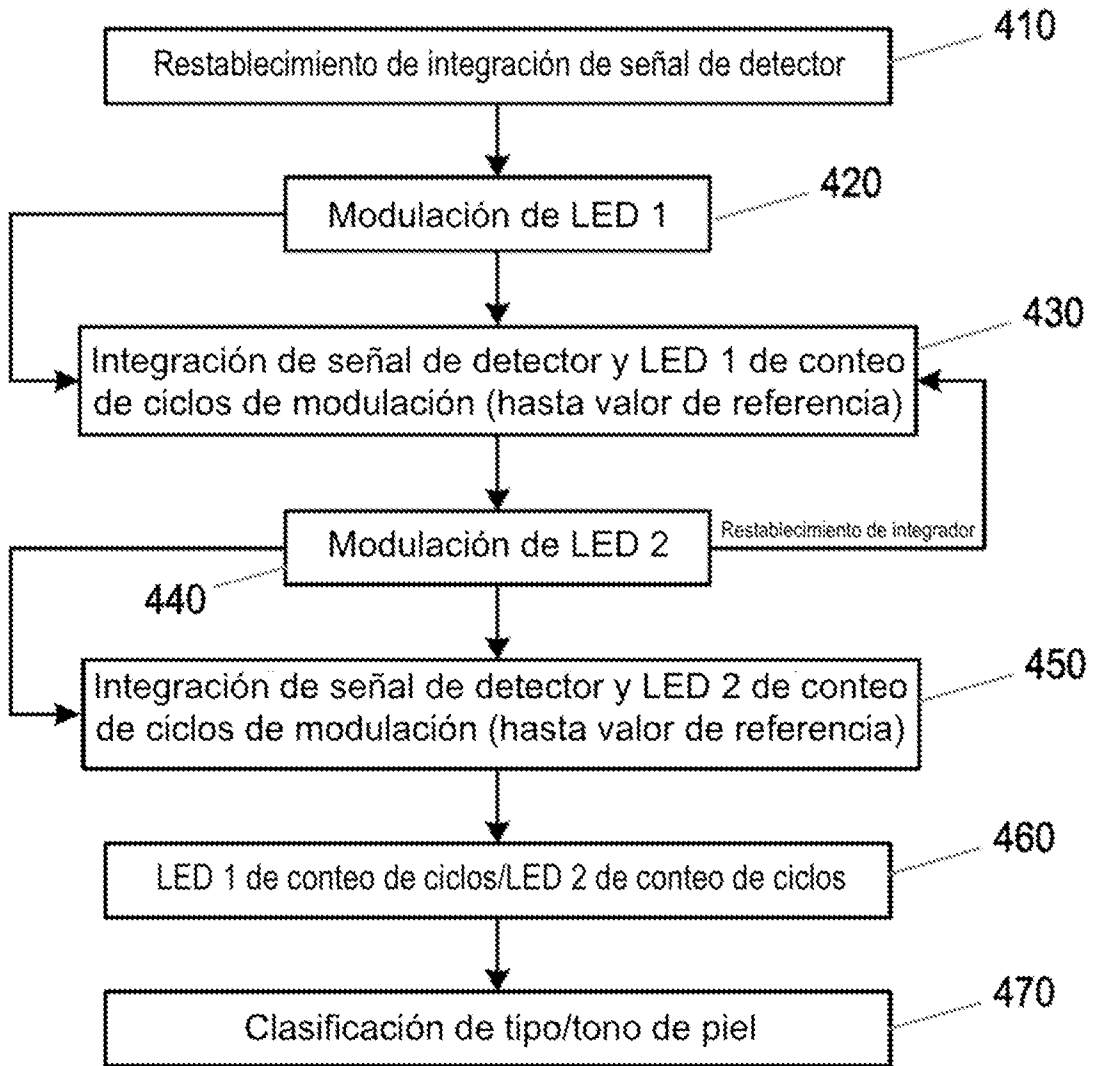 410
Restablecimiento de integración de señal de detector
420
Modulación de LED 1
430
Integración de señal de detector y LED 1 de conteo
de ciclos de modulación (hasta valor de referencia)
Modulación de LED 2
Restablecimiento de integrador
440
450
Integración de señal de detector y LED 2 de conteo
de ciclos de modulación (hasta valor de referencia)
460
LED 1 de conteo de ciclos/LED 2 de conteo de ciclos
470
Clasificación de tipo/tono de piel